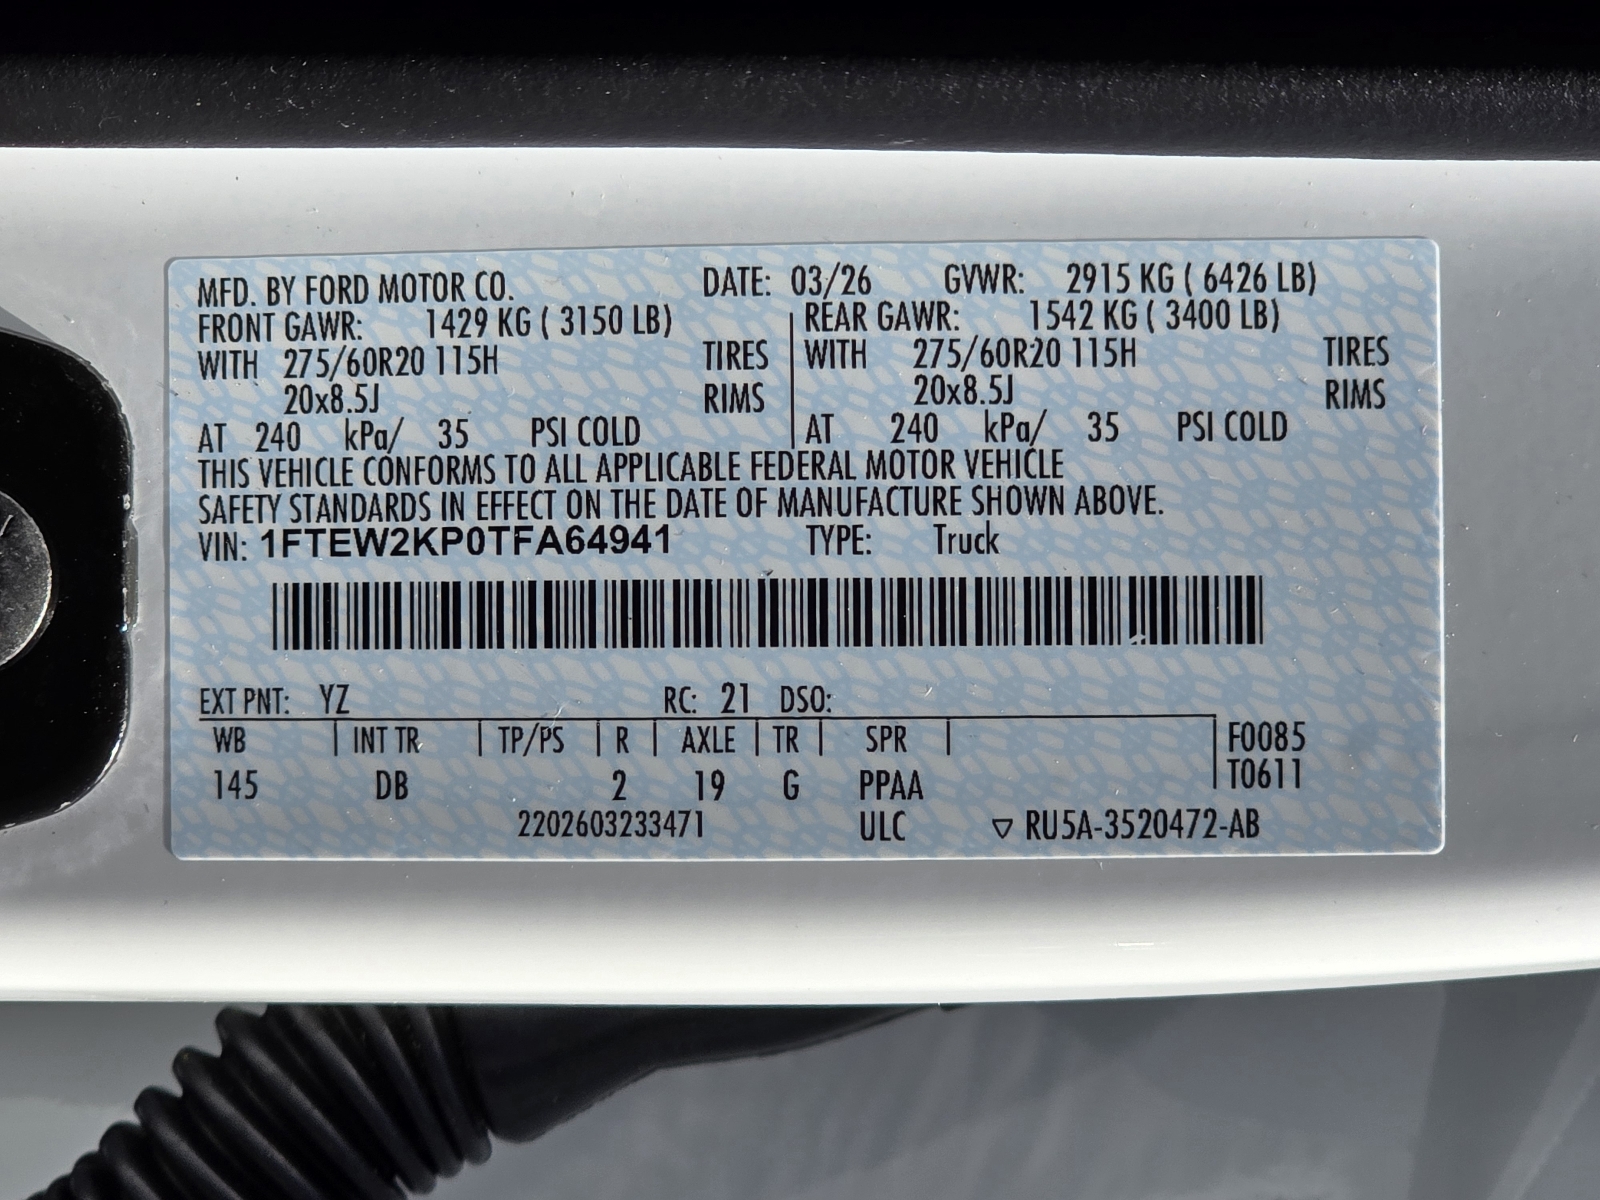 MFD. BY FORD MOTOR CO. DATE: 03/26 GVWR: 2915 KG ( 6426 LB)
FRONT GAWR: 1429 KG ( 3150 LB) REAR GAWR: 1542 KG ( 3400 LB)
WITH 275/60R20 115H TIRES WITH 275/60R20 115H TIRES
20x8.5J RIMS 20x8.5J RIMS
AT 240 kPa/ 35 PSI COLD AT 240 kPa/ 35 PSI COLD
THIS VEHICLE CONFORMS TO ALL APPLICABLE FEDERAL MOTOR VEHICLE
SAFETY STANDARDS IN EFFECT ON THE DATE OF MANUFACTURE SHOWN ABOVE.
VIN: 1FTEW2KP0TFA64941 TYPE: Truck
EXT PNT: YZ RC: 21 DSO:
WB INT TR TP/PS R AXLE TR SPR F0085
145 DB 2 19 G PPAA T0611
2202603233471 ULC ▽ RU5A-3520472-AB